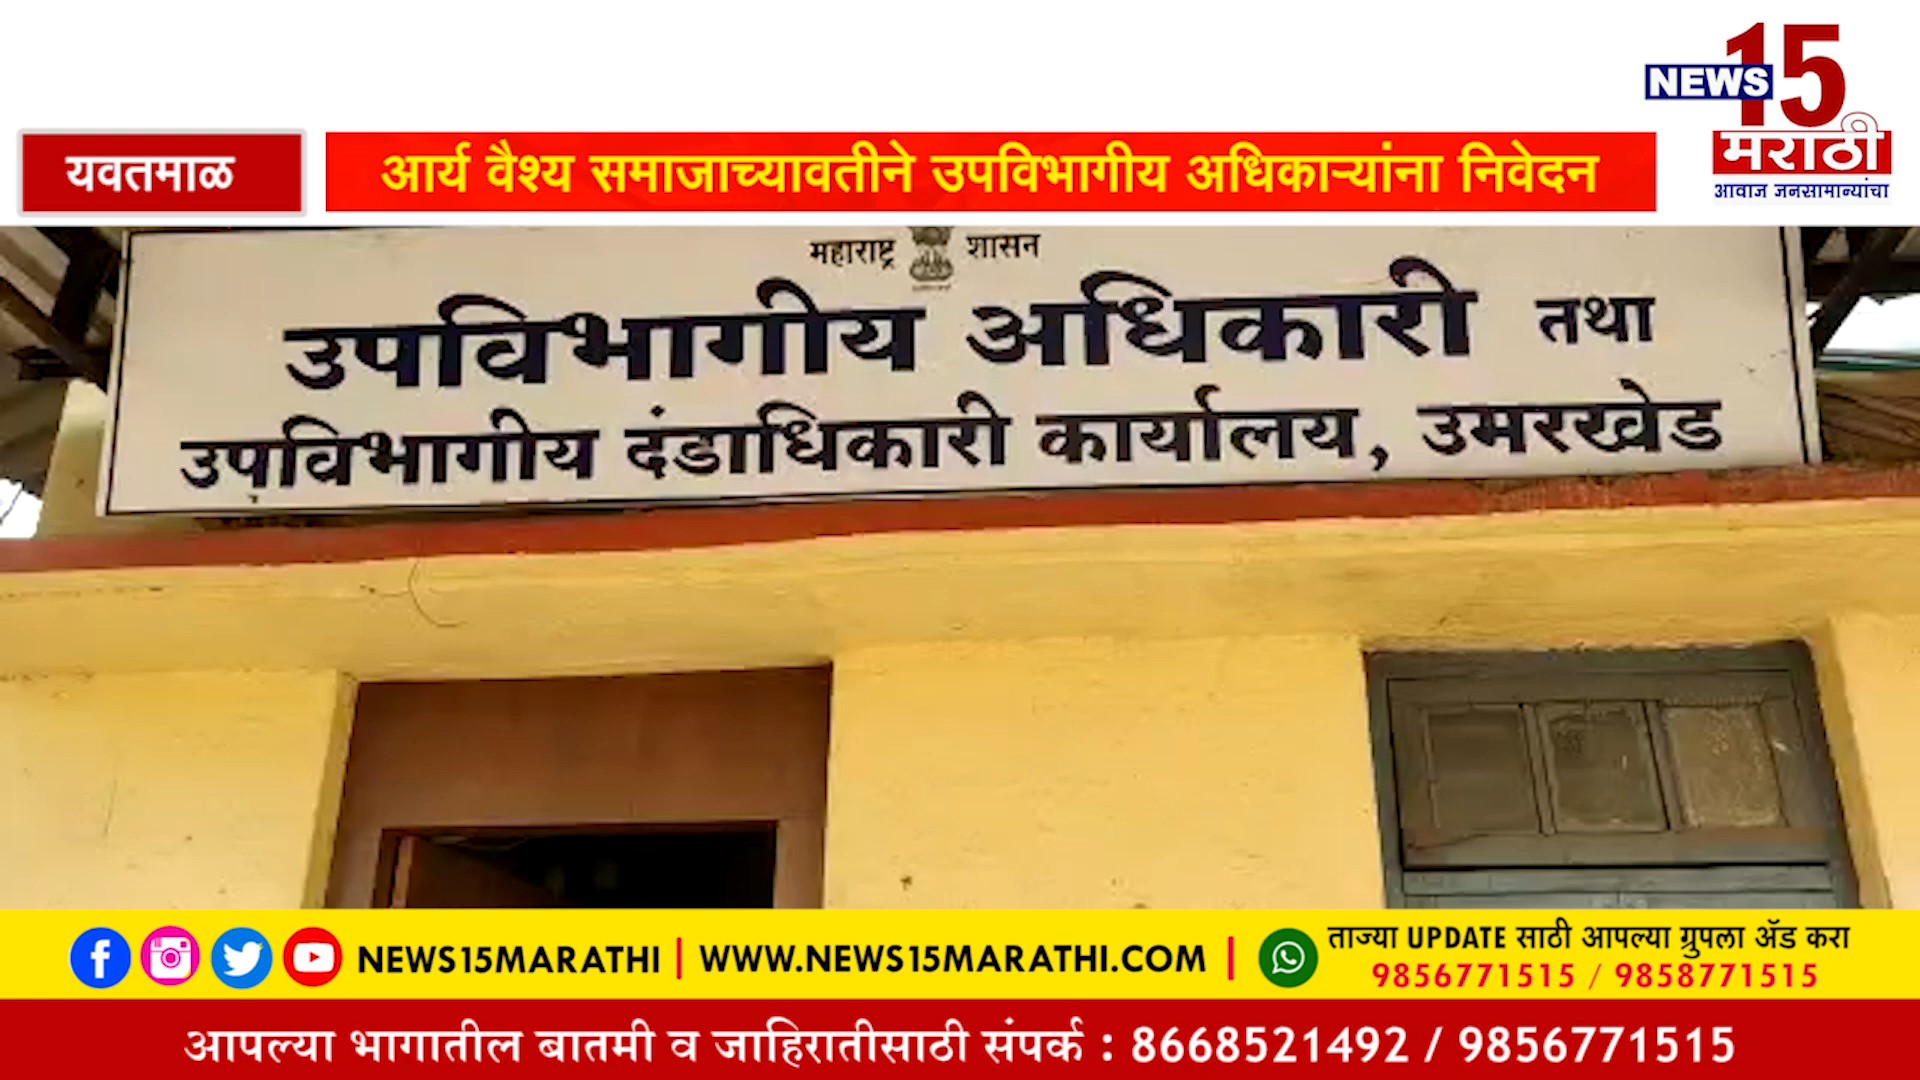 NEWS 15
मराठी
आवाज जनसामान्यांचा
यवतमाळ
आर्य वैश्य समाजाच्यावतीने उपविभागीय अधिकाऱ्यांना निवेदन
महाराष्ट्र शासन
उपविभागीय अधिकारी तथा
उपविभागीय दंडाधिकारी कार्यालय, उमरखेड
NEWS15MARATHI | WWW.NEWS15MARATHI.COM |
ताज्या UPDATE साठी आपल्या ग्रुपला ॲड करा
9856771515 / 9858771515
आपल्या भागातील बातमी व जाहिरातीसाठी संपर्क : 8668521492 / 9856771515